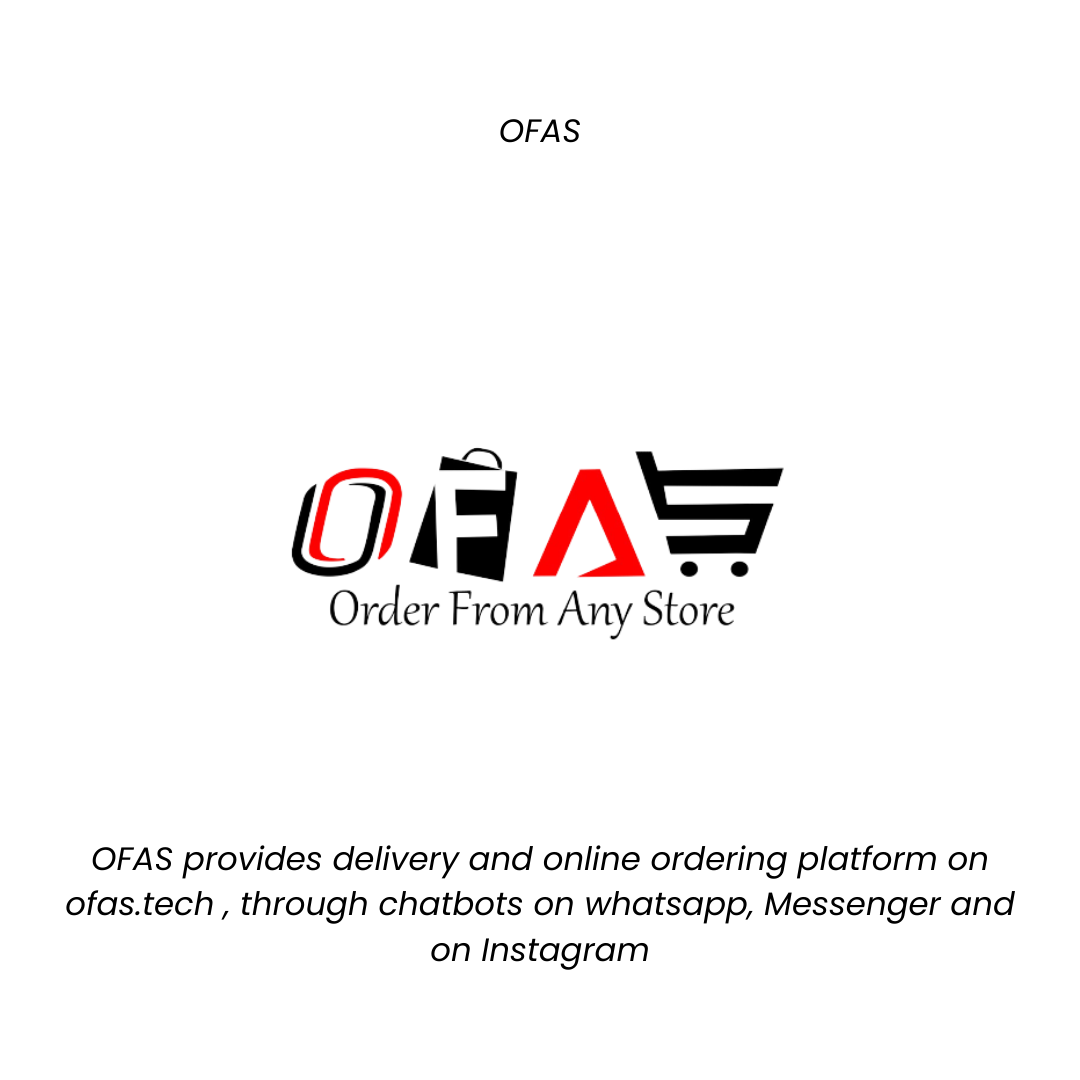 OFAS
OFAS
Order From Any Store
OFAS provides delivery and online ordering platform on
ofas.tech , through chatbots on whatsapp, Messenger and
on Instagram